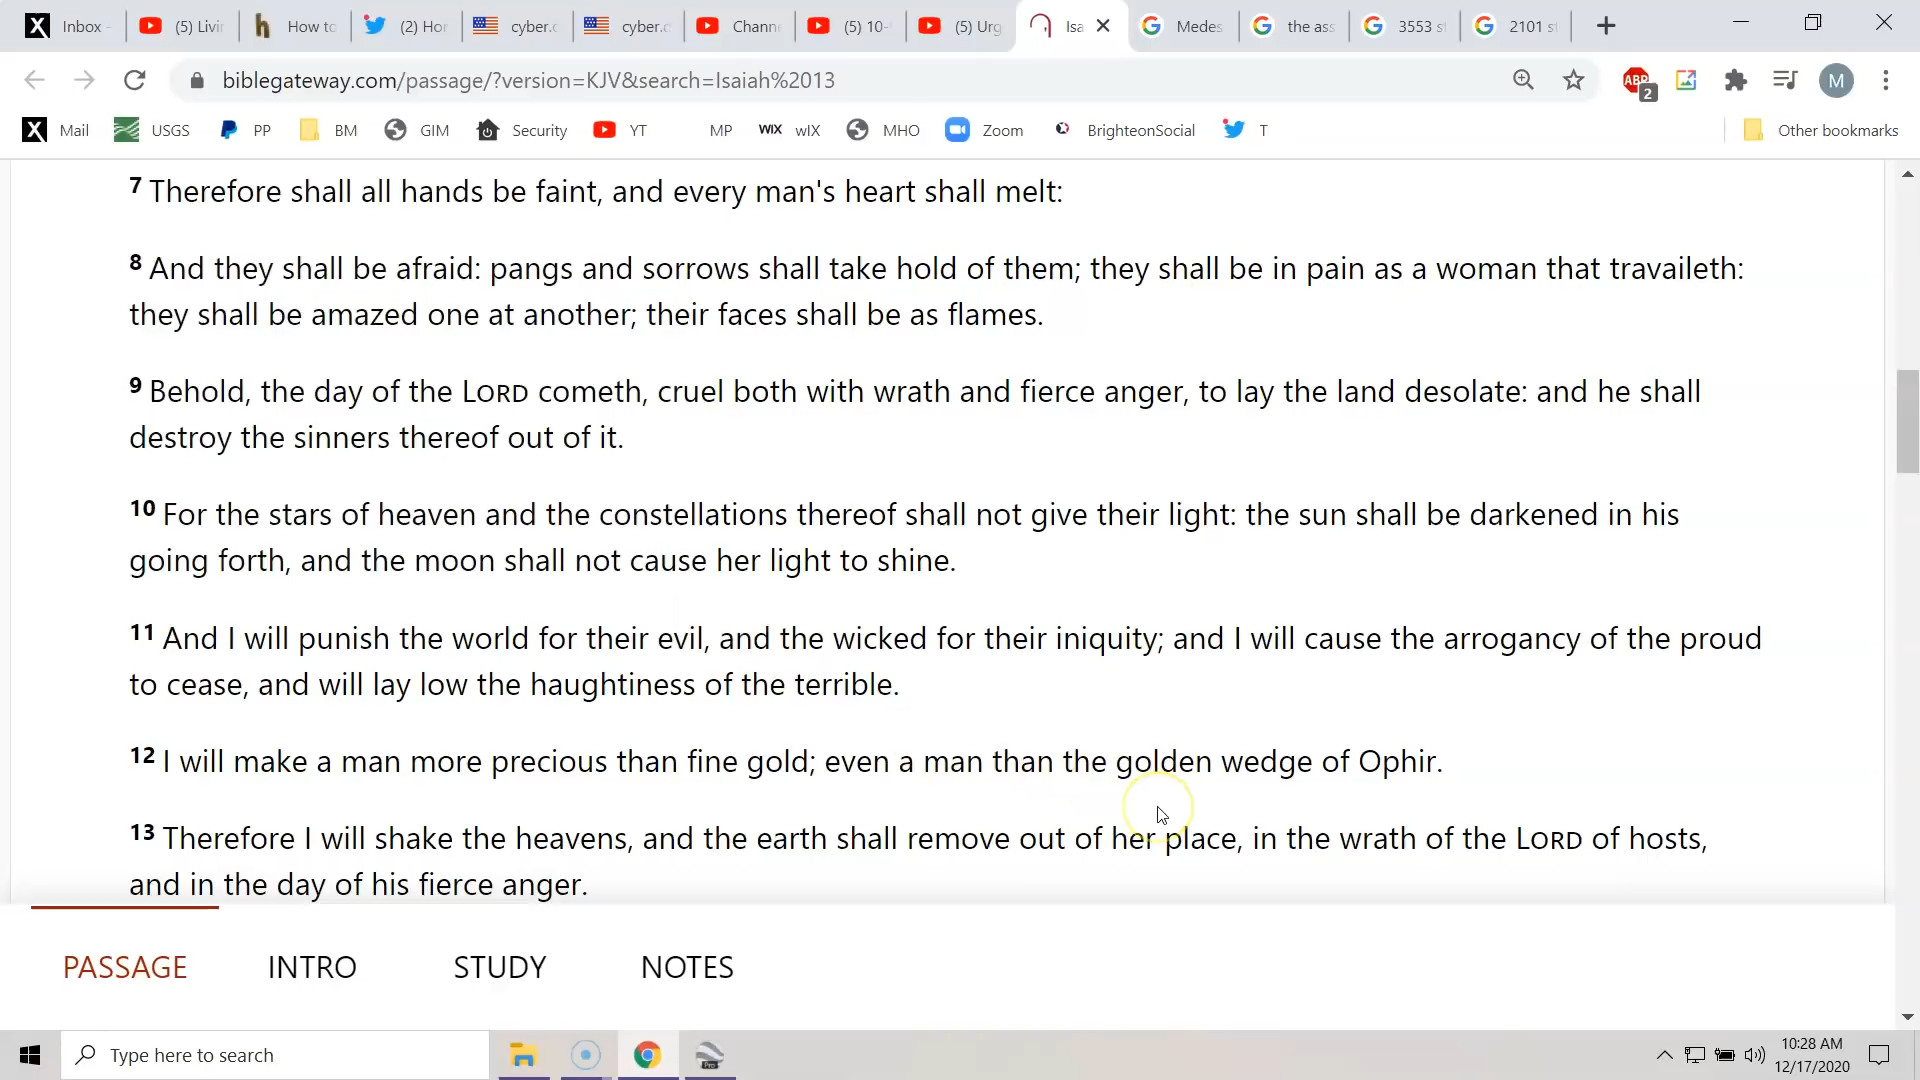 Inbox -
(5) Livin
How to
(2) Hor
cyber.c
cyber.c
Chann
(5) 10-
(5) Urg
Isa
Medes
the ass
3553 st
2101 st
biblegateway.com/passage/?version=KJV&search=Isaiah%2013
ABP
2
M
X Mail
USGS
PP
BM
GIM
Security
YT
MP
WIX wIX
MHO
Zoom
BrighteonSocial
T
Other bookmarks
7 Therefore shall all hands be faint, and every man's heart shall melt:
8 And they shall be afraid: pangs and sorrows shall take hold of them; they shall be in pain as a woman that travaileth:
they shall be amazed one at another; their faces shall be as flames.
9 Behold, the day of the LORD cometh, cruel both with wrath and fierce anger, to lay the land desolate: and he shall
destroy the sinners thereof out of it.
10 For the stars of heaven and the constellations thereof shall not give their light: the sun shall be darkened in his
going forth, and the moon shall not cause her light to shine.
11 And I will punish the world for their evil, and the wicked for their iniquity; and I will cause the arrogancy of the proud
to cease, and will lay low the haughtiness of the terrible.
12 I will make a man more precious than fine gold; even a man than the golden wedge of Ophir.
13 Therefore I will shake the heavens, and the earth shall remove out of her place, in the wrath of the LORD of hosts,
and in the day of his fierce anger.
PASSAGE
INTRO
STUDY
NOTES
Type here to search
10:28 AM
12/17/2020